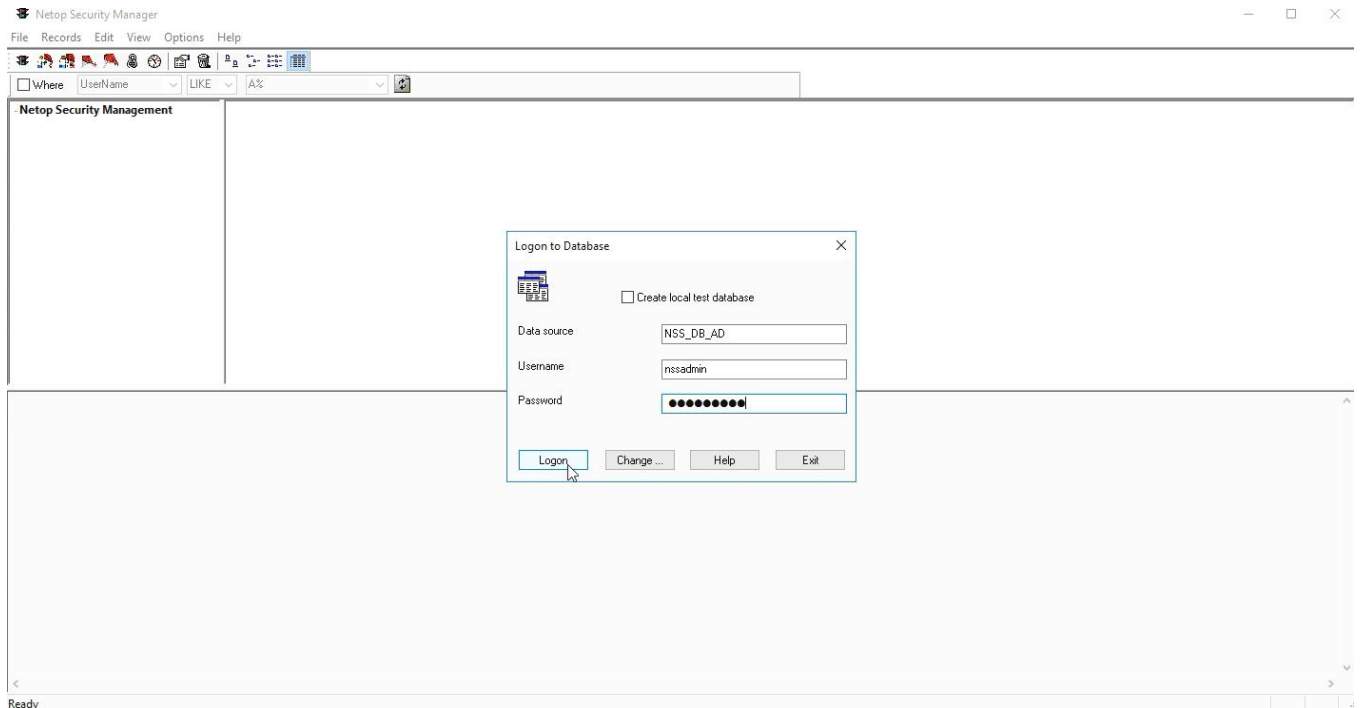 Netop Security Manager
File Records Edit View Options Help
Where UserName LIKE A%
Netop Security Management
Logon to Database
Create local test database
Data source NSS_DB_AD
Username nssadmin
Password ●●●●●●●●●
Logon Change ... Help Exit
Ready